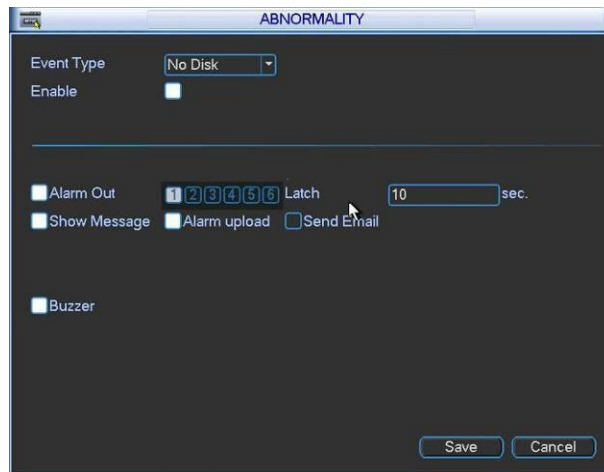 ABNORMALITY
Event Type No Disk
Enable
Alarm Out 1 2 3 4 5 6 Latch 10 sec.
Show Message Alarm upload Send Email
Buzzer
Save Cancel